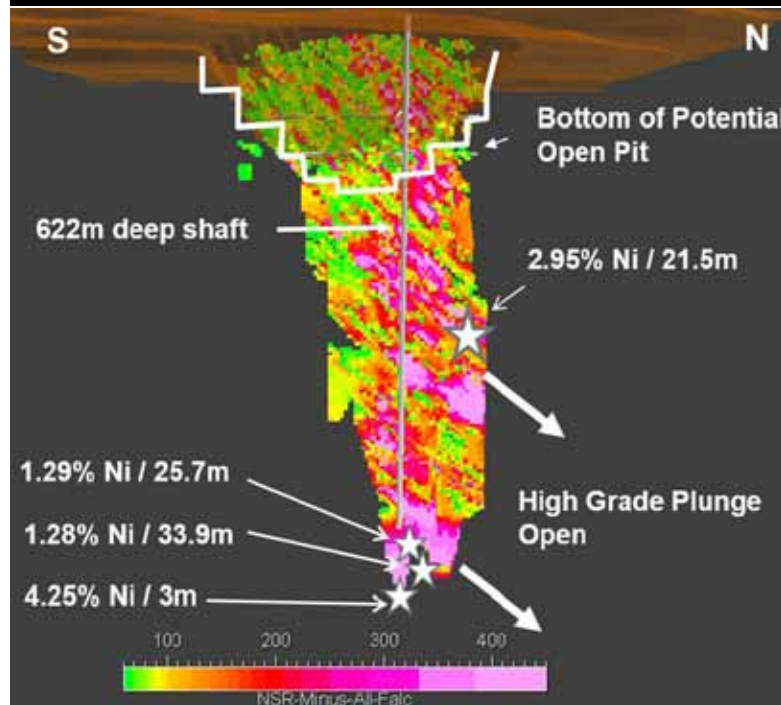 S
N
Bottom of Potential
Open Pit
622m deep shaft
2.95% Ni / 21.5m
1.29% Ni / 25.7m
High Grade Plunge
Open
1.28% Ni / 33.9m
4.25% Ni / 3m
100 200 300 400
NSR-Minus-All-Falc